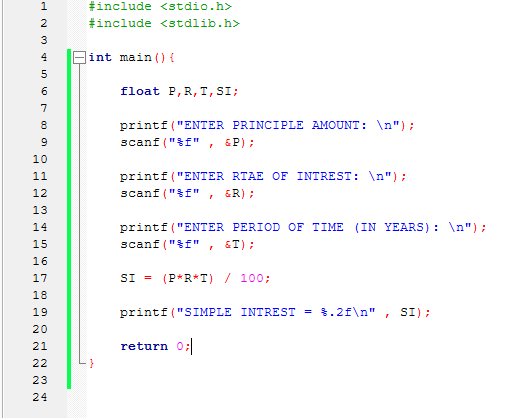 1 #include <stdio.h>
2 #include <stdlib.h>
3
4 int main(){
5
6 float P,R,T,SI;
7
8 printf("ENTER PRINCIPLE AMOUNT: \n");
9 scanf("%f" , &P);
10
11 printf("ENTER RTAE OF INTREST: \n");
12 scanf("%f" , &R);
13
14 printf("ENTER PERIOD OF TIME (IN YEARS): \n");
15 scanf("%f" , &T);
16
17 SI = (P*R*T) / 100;
18
19 printf("SIMPLE INTREST = %.2f\n" , SI);
20
21 return 0;
22 }
23
24